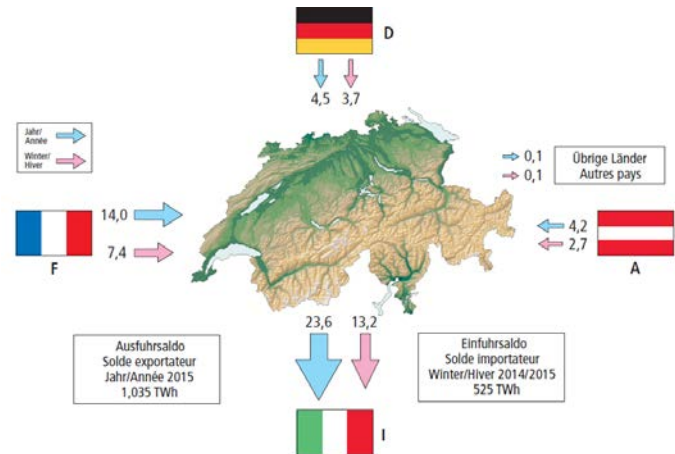 D
4,5
3,7
Jahr/
Année
Winter/
Hiver
0,1
0,1
Übrige Länder
Autres pays
14,0
7,4
F
4,2
2,7
A
23,6
13,2
Ausfuhrsaldo
Solde exportateur
Jahr/Année 2015
1,035 TWh
Einfuhrsaldo
Solde importateur
Winter/Hiver 2014/2015
525 TWh
I